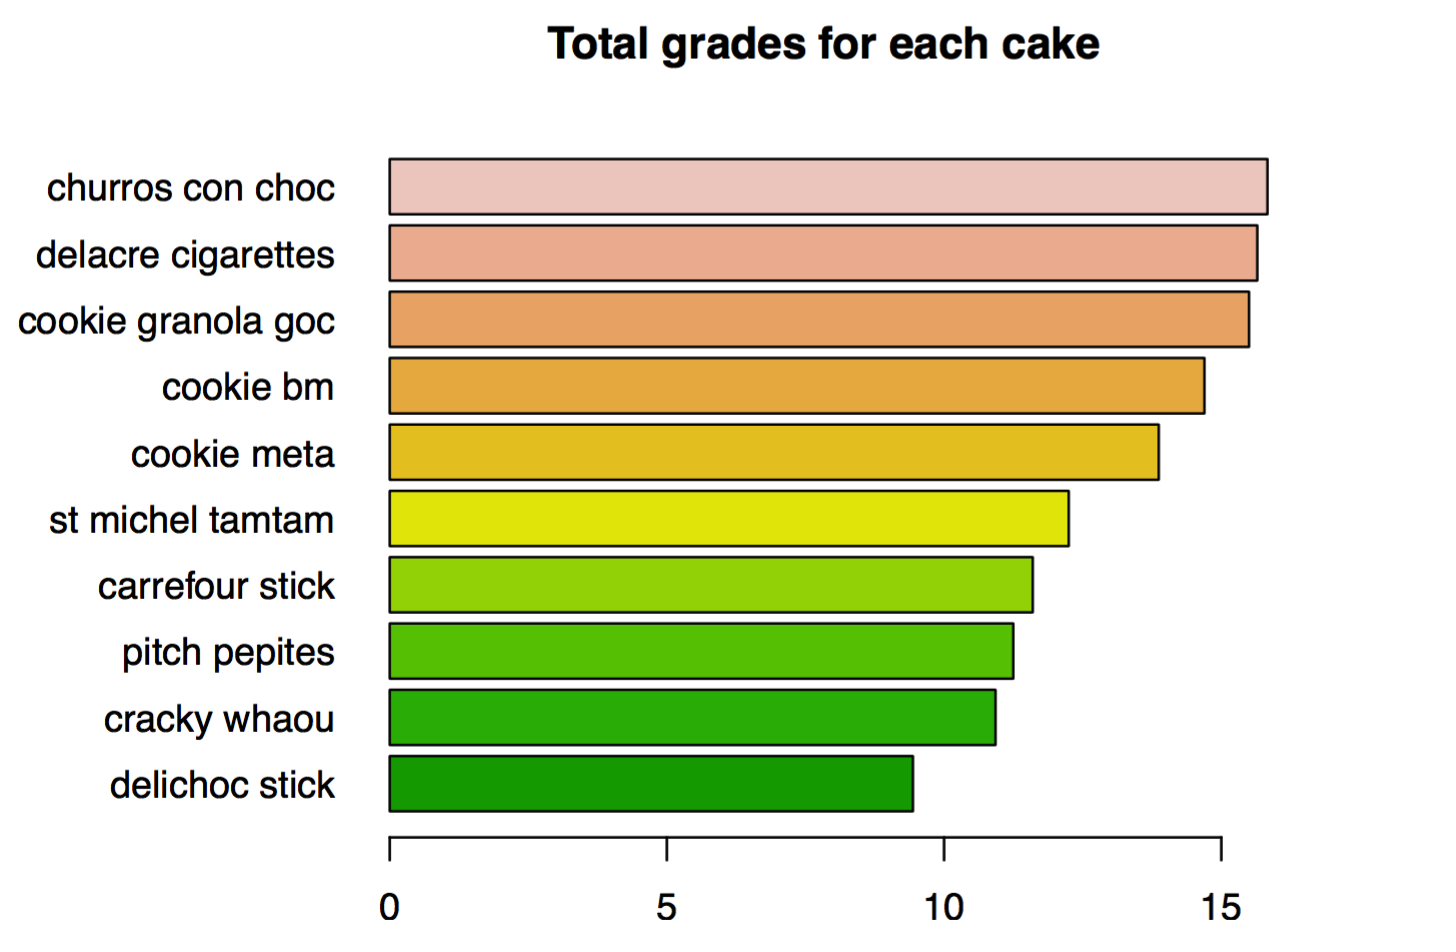 Total grades for each cake
churros con choc
delacre cigarettes
cookie granola goc
cookie bm
cookie meta
st michel tamtam
carrefour stick
pitch pepites
cracky whaou
delichoc stick
0 5 10 15